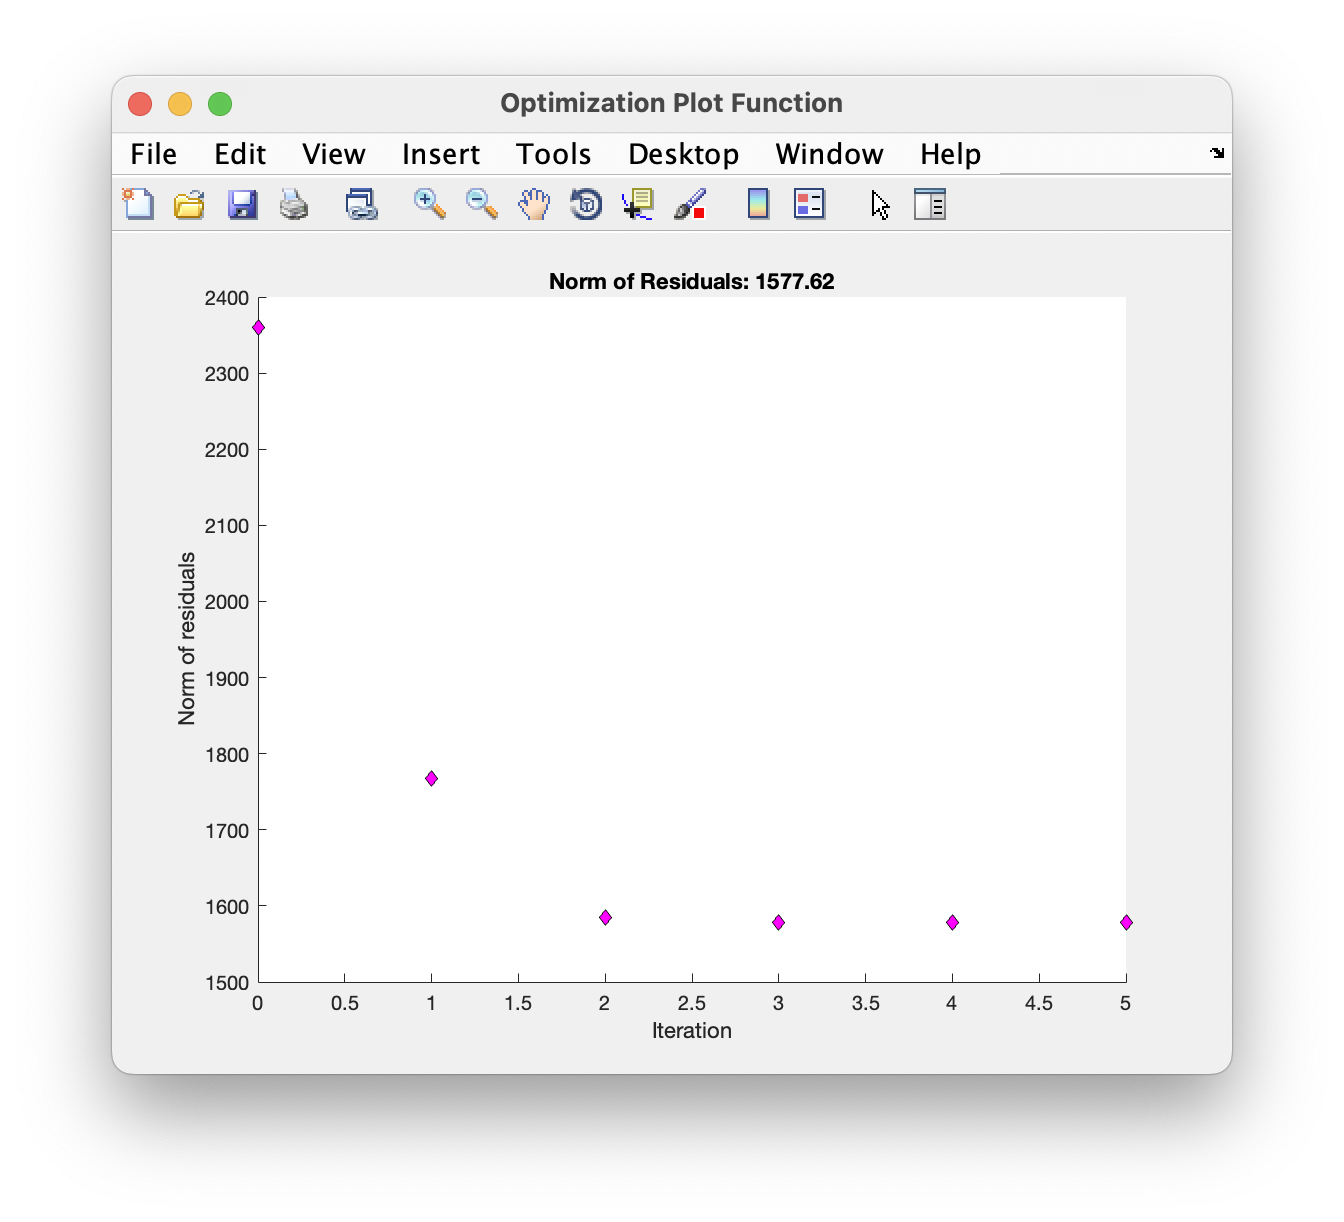 Optimization Plot Function
File Edit View Insert Tools Desktop Window Help
Norm of Residuals: 1577.62
2400
2300
2200
2100
2000
1900
1800
1700
1600
1500
Norm of residuals
0 0.5 1 1.5 2 2.5 3 3.5 4 4.5 5
Iteration